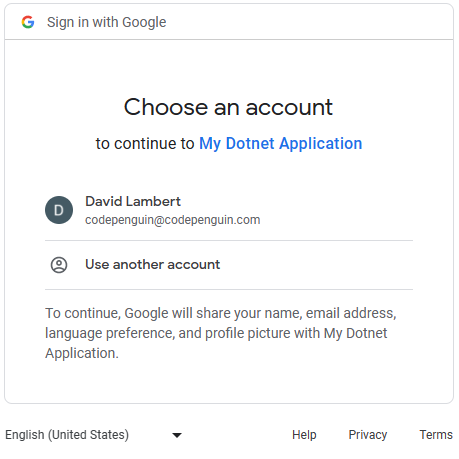 Sign in with Google
Choose an account
to continue to My Dotnet Application
D
David Lambert
codepenguin@codepenguin.com
Use another account
To continue, Google will share your name, email address,
language preference, and profile picture with My Dotnet
Application.
English (United States) Help Privacy Terms